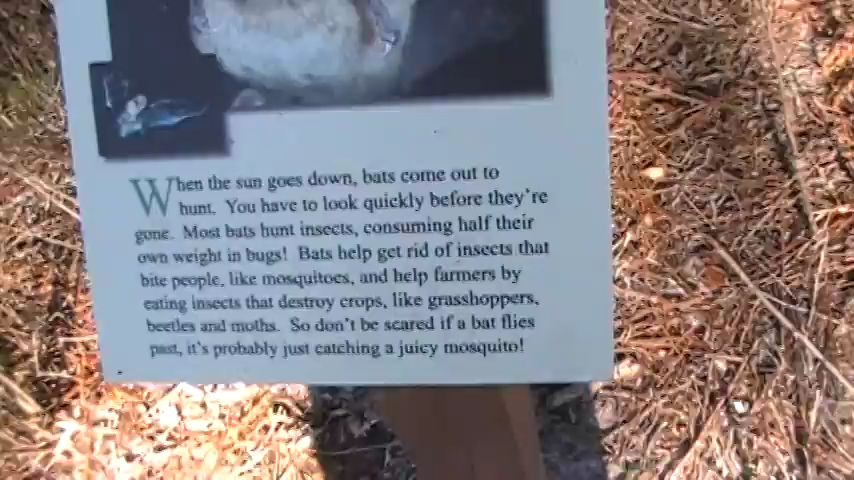 When the sun goes down, bats come out to
hunt. You have to look quickly before they're
gone. Most bats hunt insects, consuming half their
own weight in bugs! Bats help get rid of insects that
bite people, like mosquitoes, and help farmers by
eating insects that destroy crops, like grasshoppers,
beetles and moths. So don't be scared if a bat flies
past, it's probably just catching a juicy mosquito!